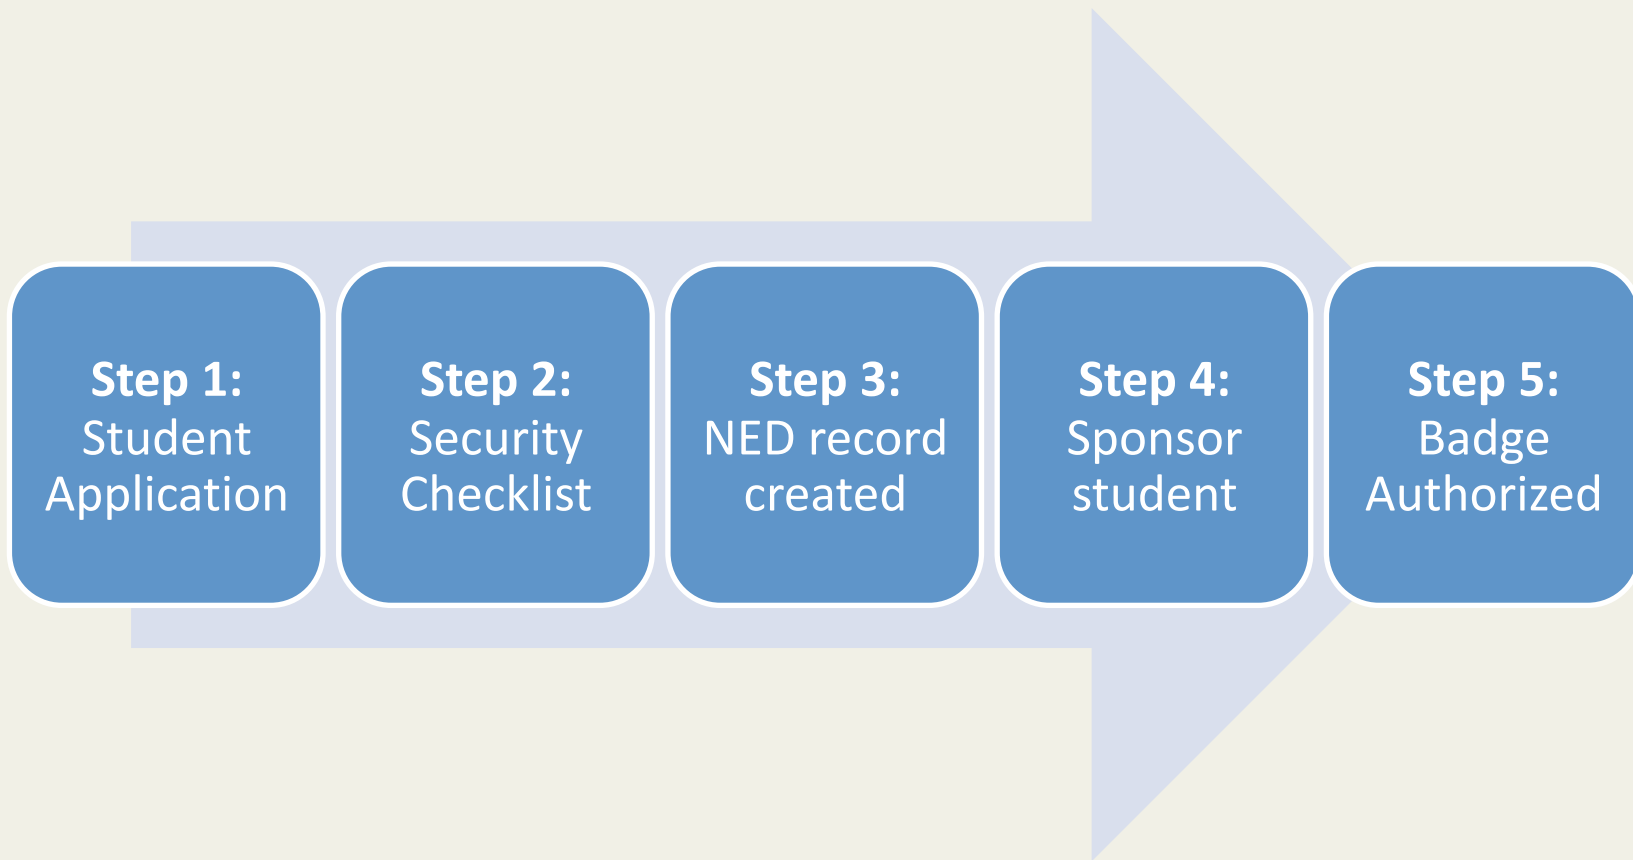 Step 1:
Student
Application
Step 2:
Security
Checklist
Step 3:
NED record
created
Step 4:
Sponsor
student
Step 5:
Badge
Authorized